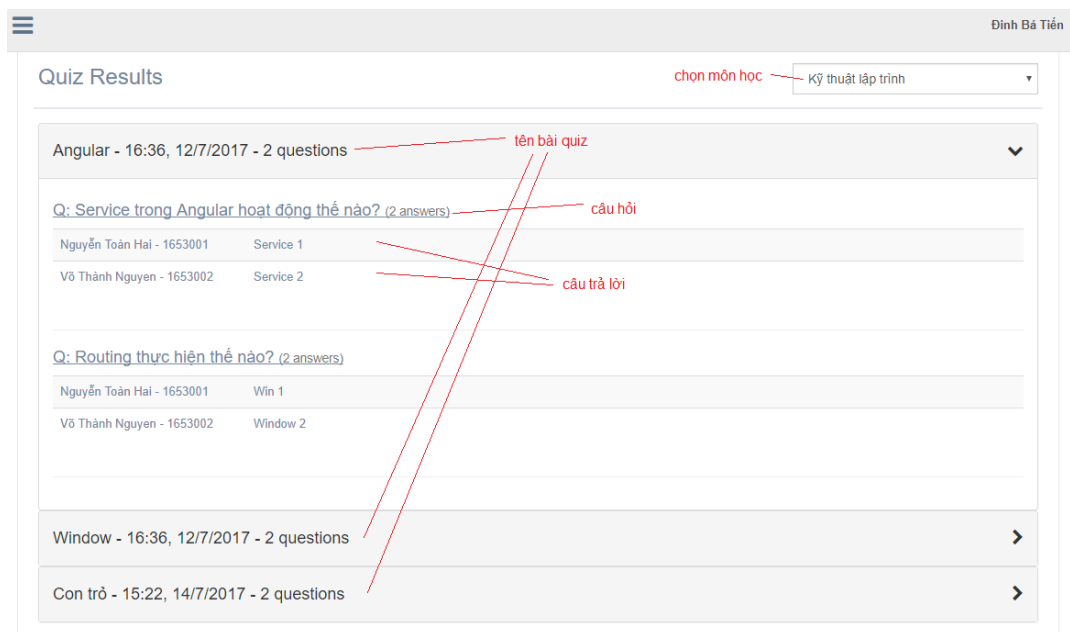 Đinh Bá Tiến
Quiz Results
chọn môn học
Kỹ thuật lập trình
Angular - 16:36, 12/7/2017 - 2 questions
tên bài quiz
Q: Service trong Angular hoạt động thế nào? (2 answers)
câu hỏi
Nguyễn Toàn Hai - 1653001 Service 1
Võ Thành Nguyen - 1653002 Service 2
câu trả lời
Q: Routing thực hiện thế nào? (2 answers)
Nguyễn Toàn Hai - 1653001 Win 1
Võ Thành Nguyen - 1653002 Window 2
Window - 16:36, 12/7/2017 - 2 questions
Con trỏ - 15:22, 14/7/2017 - 2 questions